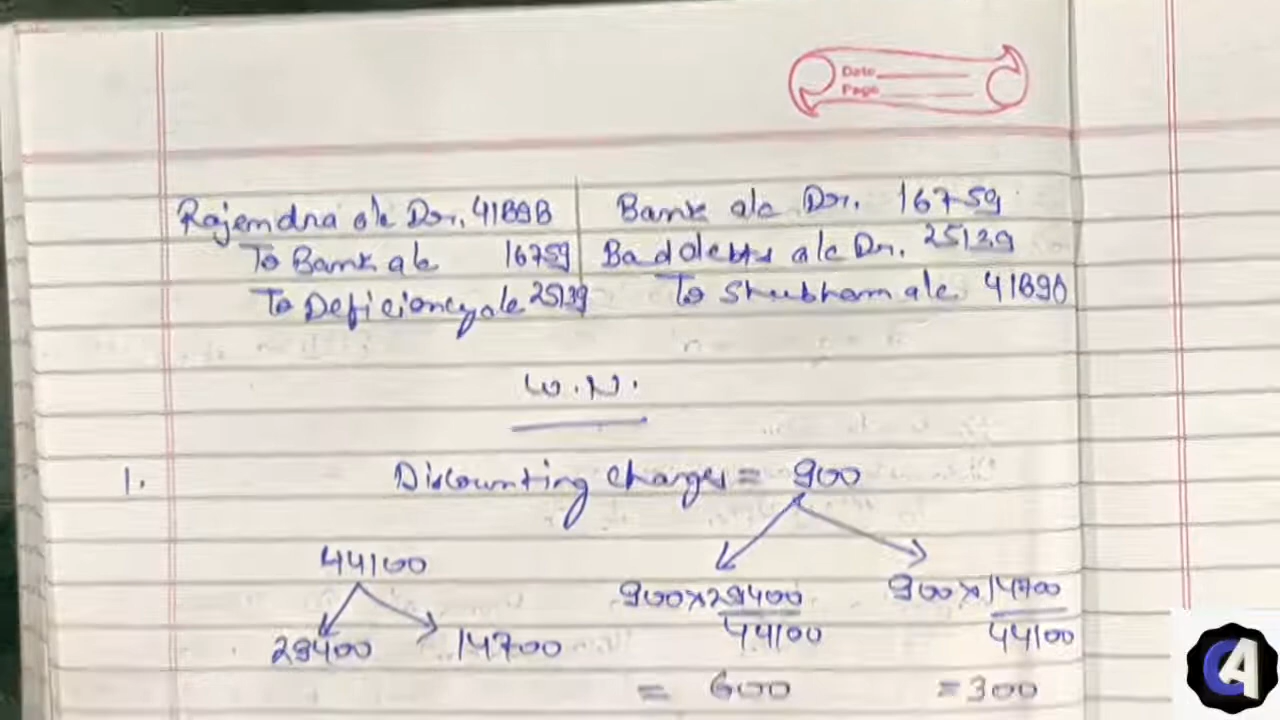 Date
Page
Rajendra a/c Dr. 41898 | Bank a/c Dr. 16759
To Bank a/c 16759 | Bad debts a/c Dr. 25139
To Deficiency a/c 25139 | To Shubham a/c 41898
W.N.
1. Discounting charges = 900
44100
29400 14700
900×29400 900×14700
44100 44100
= 600 = 300
CA